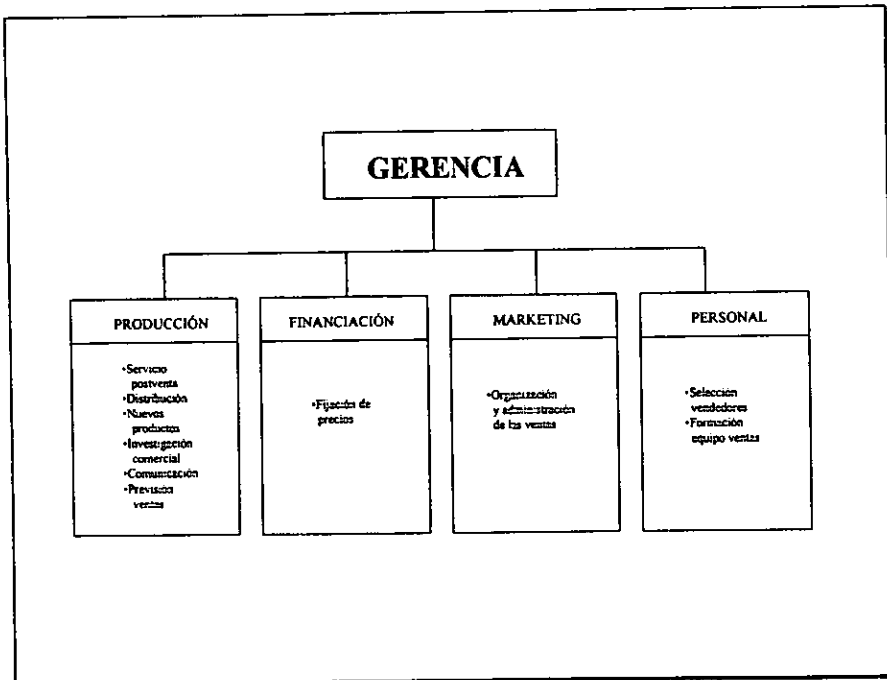 GERENCIA
PRODUCCIÓN
•Servicio
postventa
•Distribución
•Nuevos
productos
•Investigación
comercial
•Comunicación
•Previsión
ventas
FINANCIACIÓN
•Fijación de
precios
MARKETING
•Organización
y administración
de las ventas
PERSONAL
•Selección
vendedores
•Formación
equipo ventas